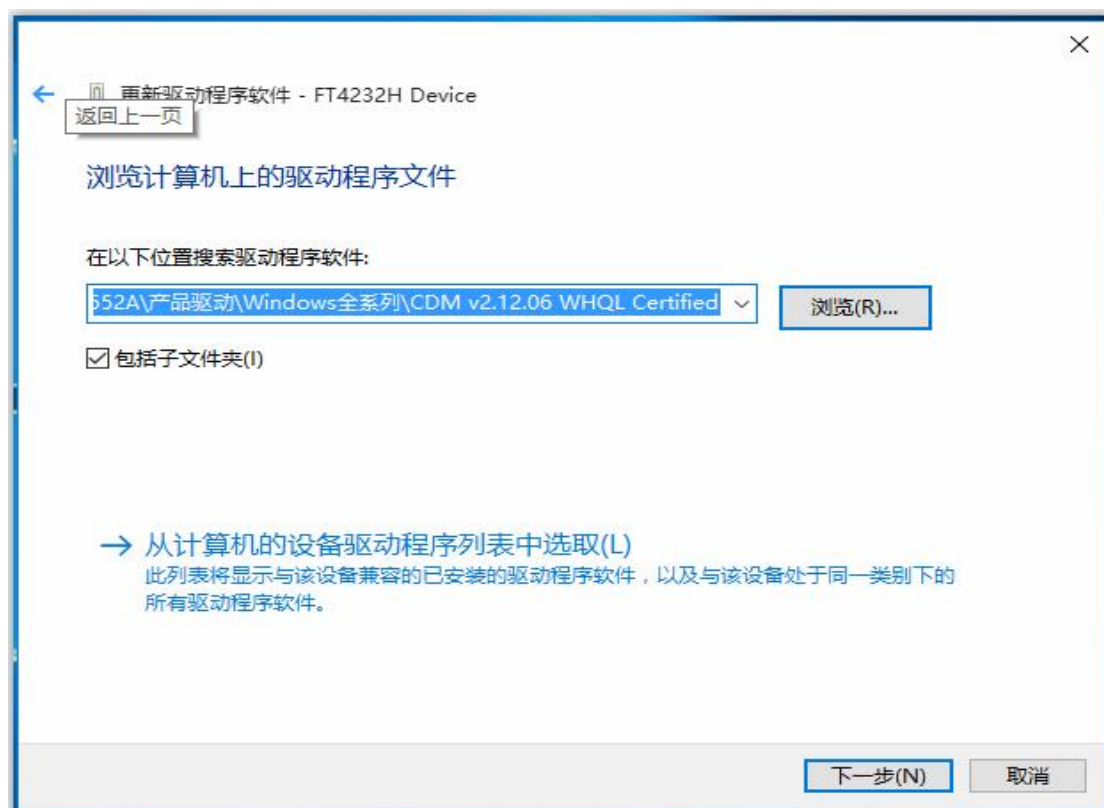 更新驱动程序软件 - FT4232H Device
返回上一页
浏览计算机上的驱动程序文件
在以下位置搜索驱动程序软件:
552A\产品驱动\Windows全系列\CDM v2.12.06 WHQL Certified
浏览(R)...
包括子文件夹(I)
从计算机的设备驱动程序列表中选取(L)
此列表将显示与该设备兼容的已安装的驱动程序软件，以及与该设备处于同一类别下的
所有驱动程序软件。
下一步(N)
取消